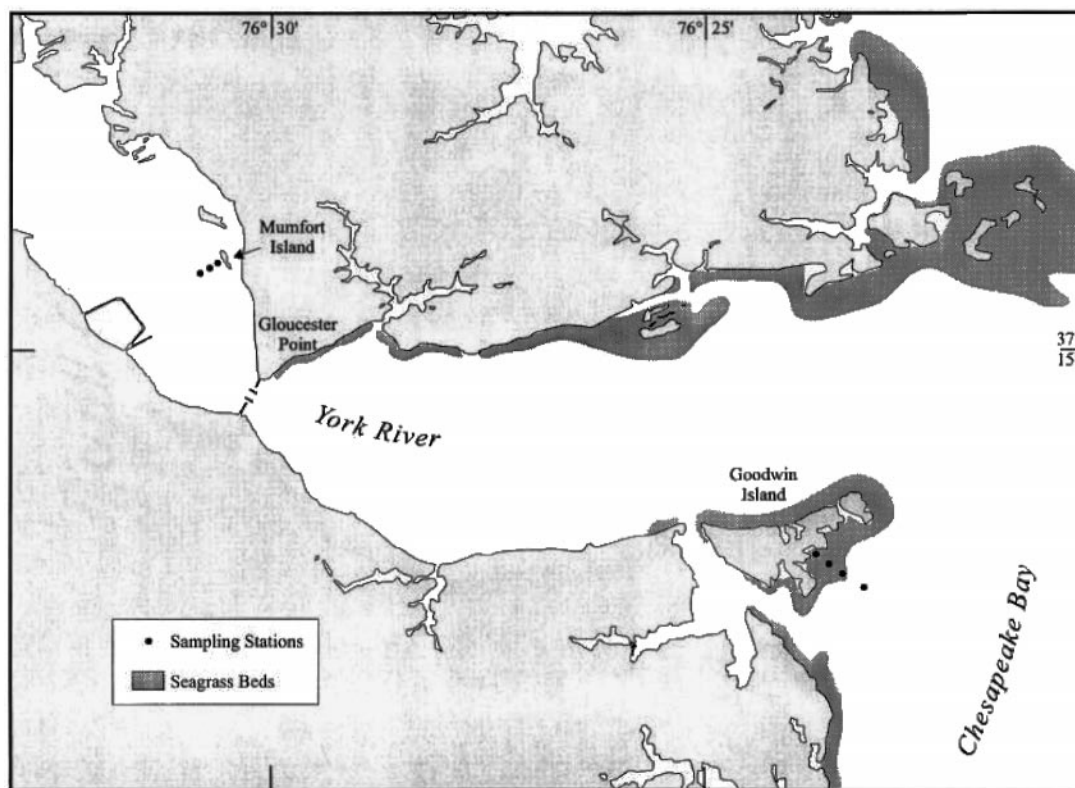 76° 30'
76° 25'
Mumfort
Island
Gloucester
Point
37
15
York River
Goodwin
Island
Chesapeake Bay
Sampling Stations
Seagrass Beds